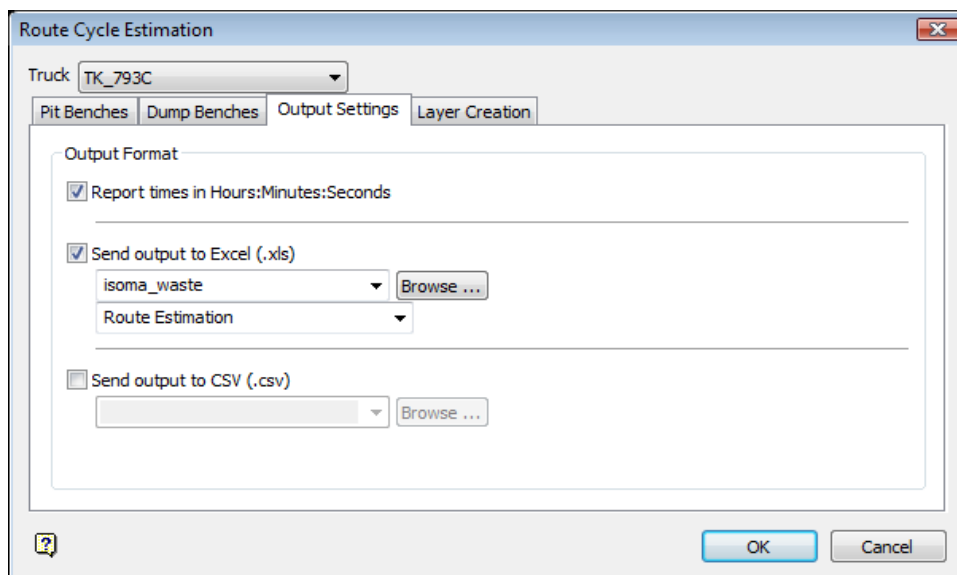 Route Cycle Estimation
Truck TK_793C
Pit Benches Dump Benches Output Settings Layer Creation
Output Format
Report times in Hours:Minutes:Seconds
Send output to Excel (.xls)
isoma_waste Browse ...
Route Estimation
Send output to CSV (.csv)
Browse ...
OK Cancel